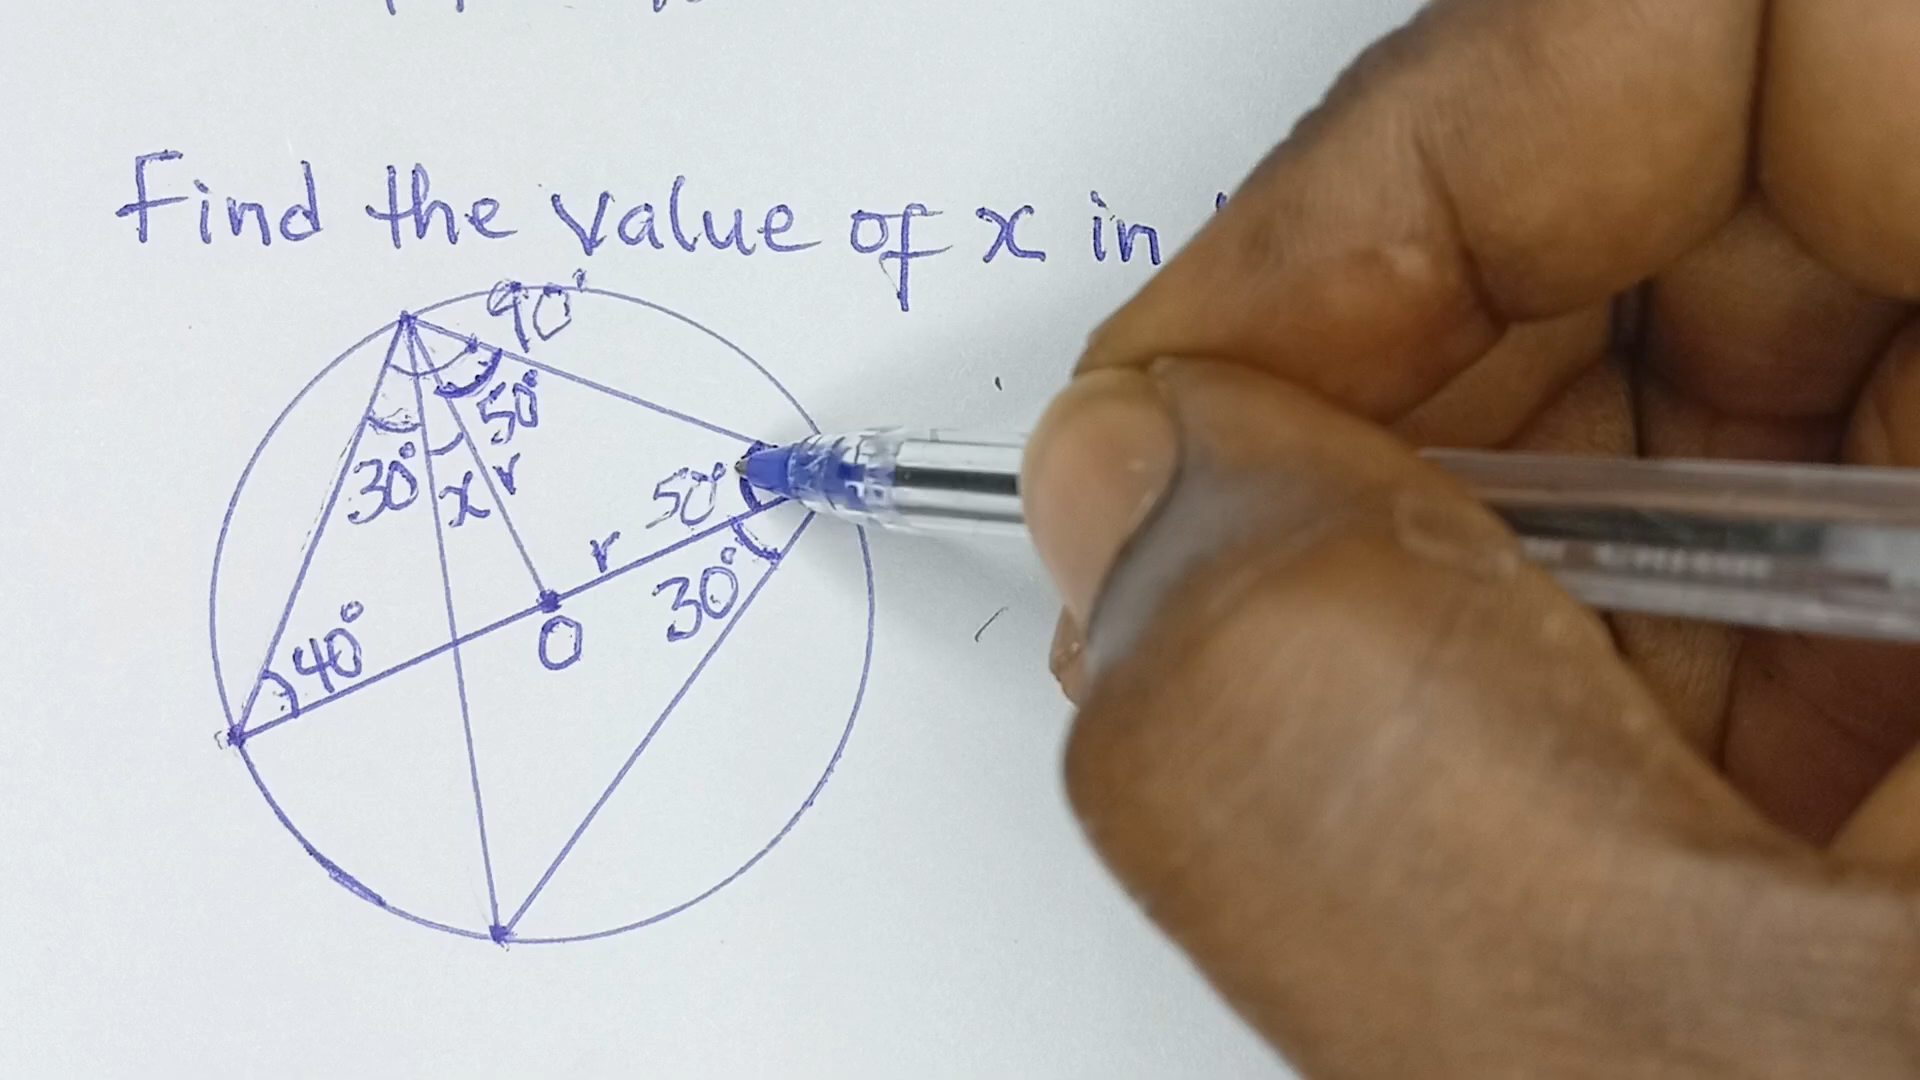 Find the value of x in
90°
50°
30°
x
r
50°
r
30°
40°
O